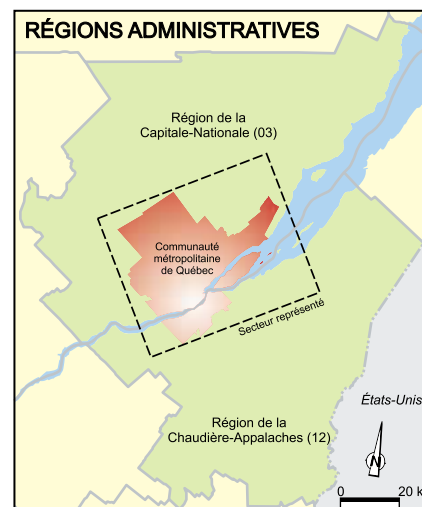 RÉGIONS ADMINISTRATIVES
Région de la
Capitale-Nationale (03)
Communauté
métropolitaine
de Québec
Secteur représenté
États-Unis
Région de la
Chaudière-Appalaches (12)
N
0 20 k